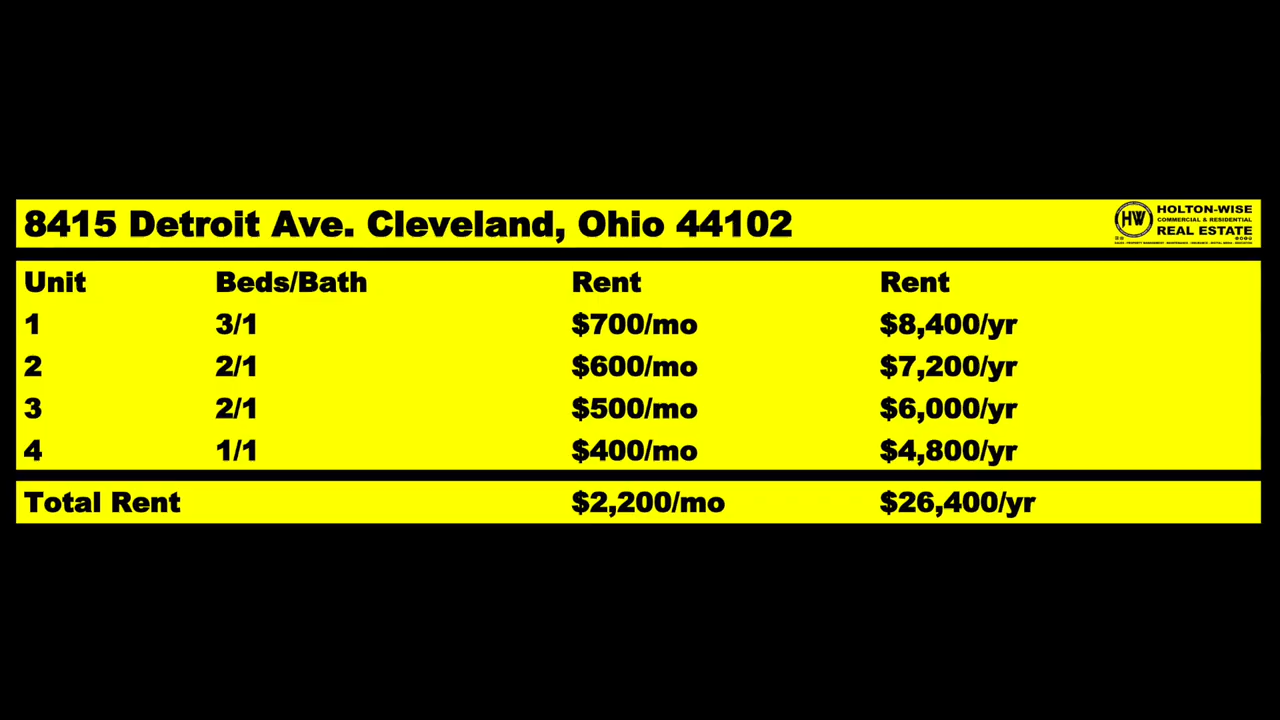 8415 Detroit Ave. Cleveland, Ohio 44102
HW
HOLTON-WISE
COMMERCIAL & RESIDENTIAL
REAL ESTATE
Unit Beds/Bath Rent Rent
1 3/1 $700/mo $8,400/yr
2 2/1 $600/mo $7,200/yr
3 2/1 $500/mo $6,000/yr
4 1/1 $400/mo $4,800/yr
Total Rent $2,200/mo $26,400/yr